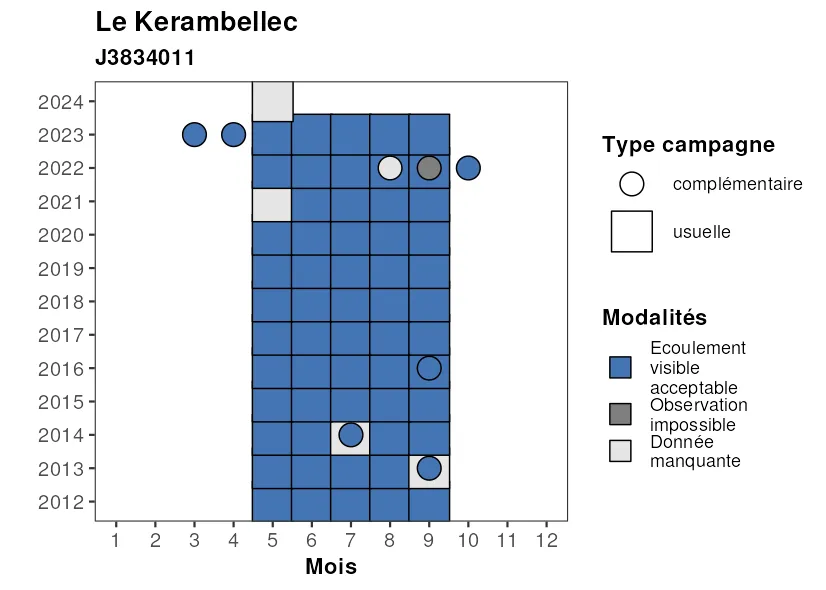 Le Kerambellec
J3834011
2024
2023
2022
2021
2020
2019
2018
2017
2016
2015
2014
2013
2012
1 2 3 4 5 6 7 8 9 10 11 12
Mois
Type campagne
complémentaire
usuelle
Modalités
Ecoulement
visible
acceptable
Observation
impossible
Donnée
manquante